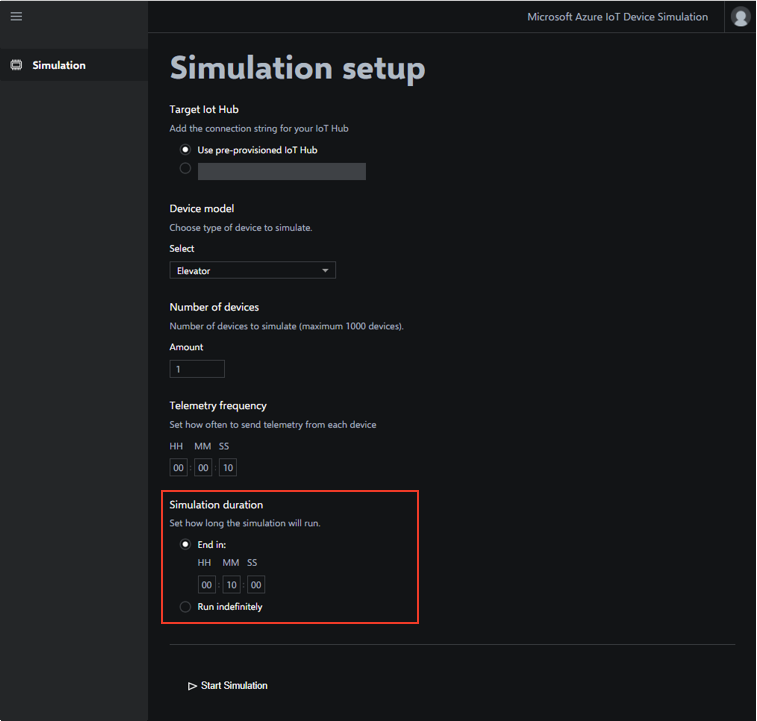 Microsoft Azure IoT Device Simulation
Simulation
Simulation setup
Target Iot Hub
Add the connection string for your IoT Hub
Use pre-provisioned IoT Hub
Device model
Choose type of device to simulate.
Select
Elevator
Number of devices
Number of devices to simulate (maximum 1000 devices).
Amount
1
Telemetry frequency
Set how often to send telemetry from each device
HH MM SS
00 : 00 : 10
Simulation duration
Set how long the simulation will run.
End in:
HH MM SS
00 : 10 : 00
Run indefinitely
Start Simulation